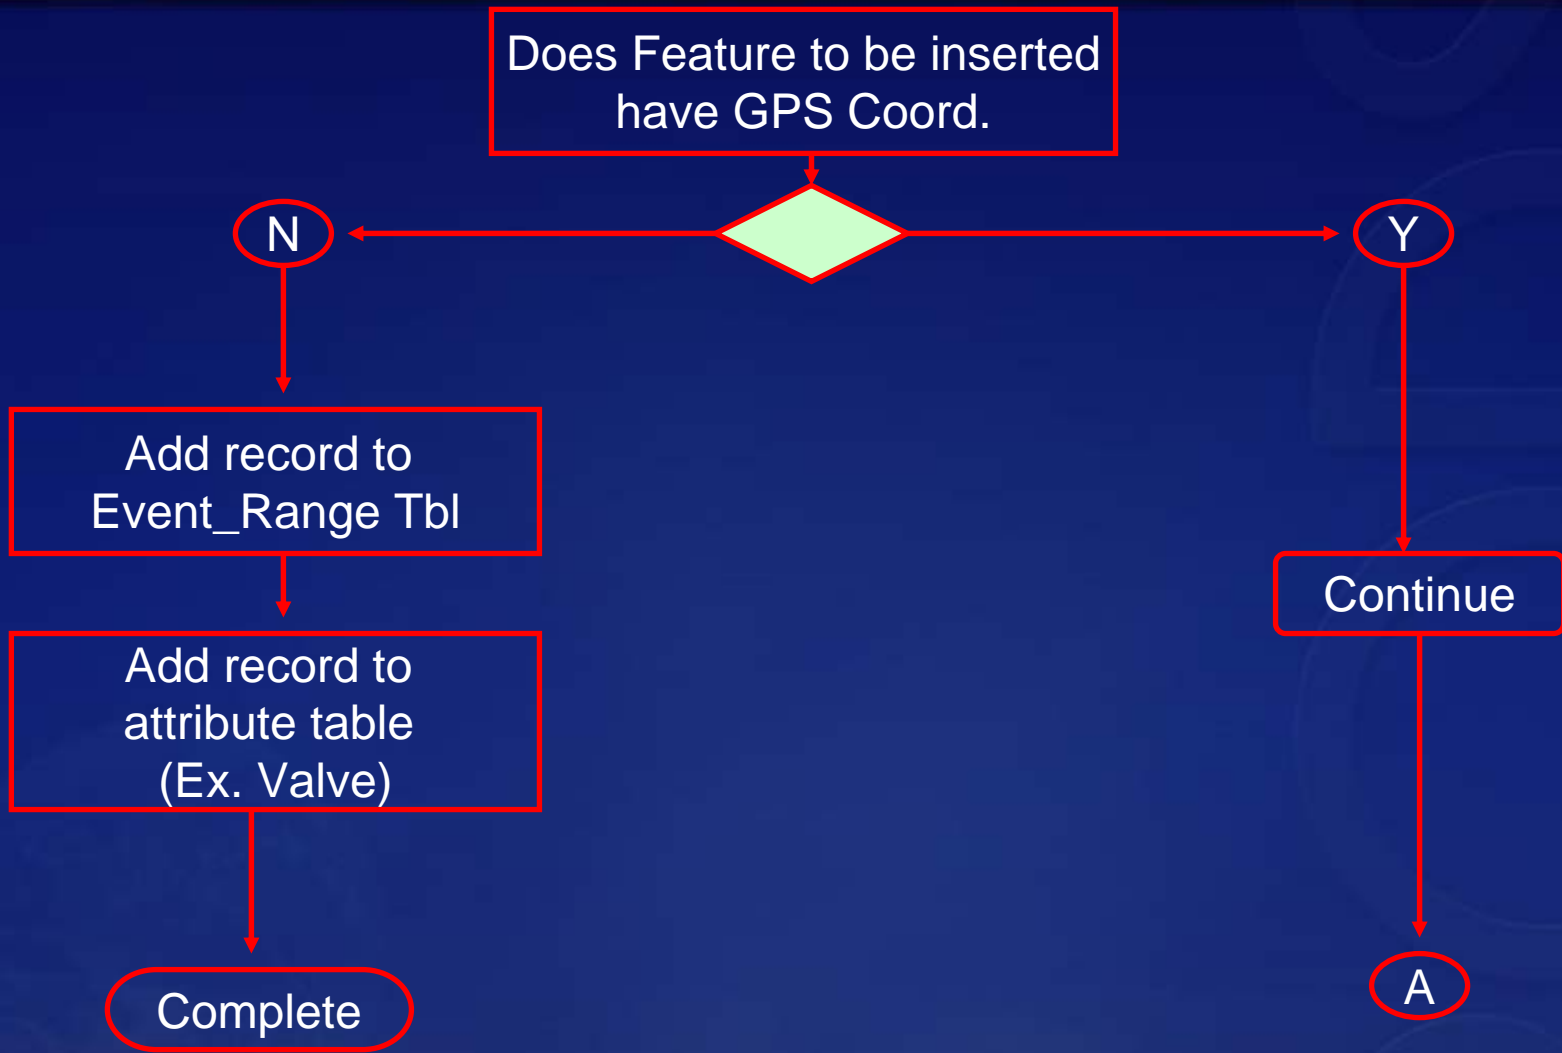 Does Feature to be inserted
have GPS Coord.
N
Y
Add record to
Event_Range Tbl
Continue
Add record to
attribute table
(Ex. Valve)
Complete
A